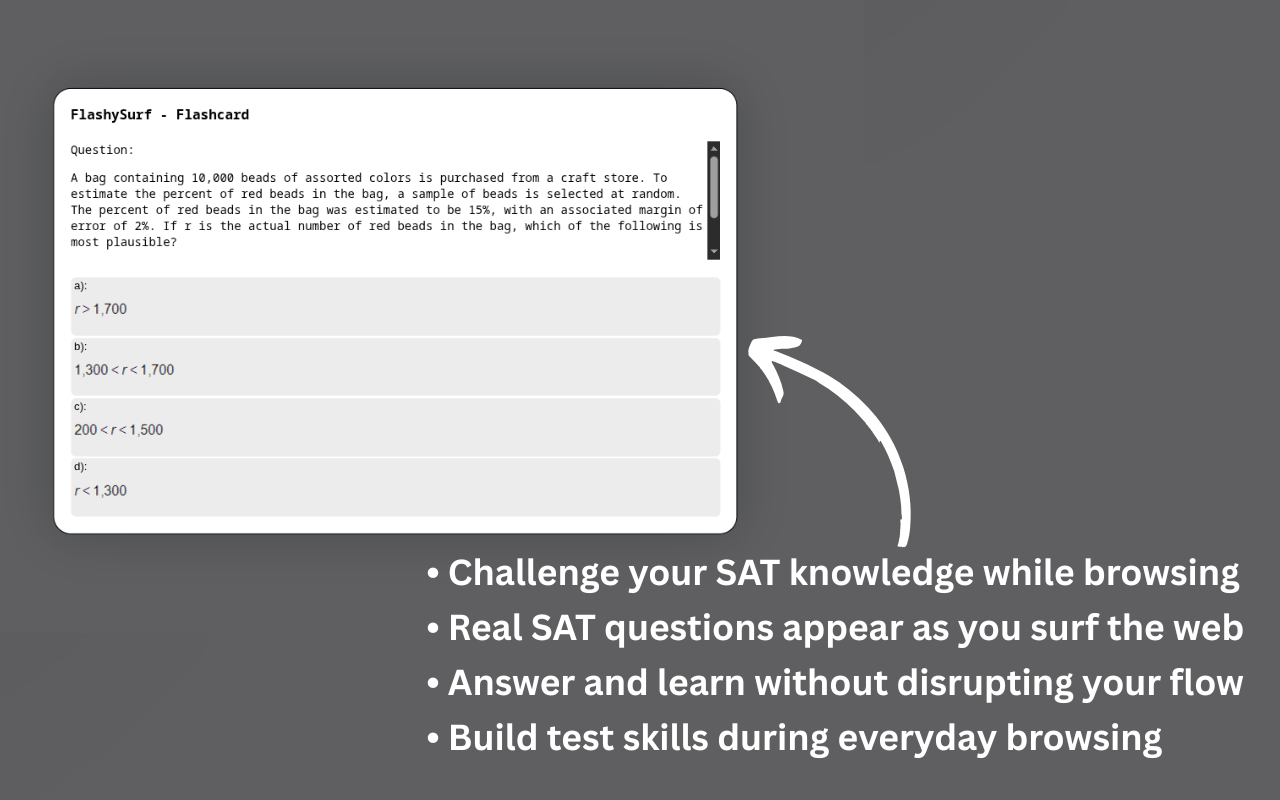 FlashySurf - Flashcard
Question:
A bag containing 10,000 beads of assorted colors is purchased from a craft store. To
estimate the percent of red beads in the bag, a sample of beads is selected at random.
The percent of red beads in the bag was estimated to be 15%, with an associated margin of
error of 2%. If r is the actual number of red beads in the bag, which of the following is
most plausible?
a):
r > 1,700
b):
1,300 < r < 1,700
c):
200 < r < 1,500
d):
r < 1,300
• Challenge your SAT knowledge while browsing
• Real SAT questions appear as you surf the web
• Answer and learn without disrupting your flow
• Build test skills during everyday browsing